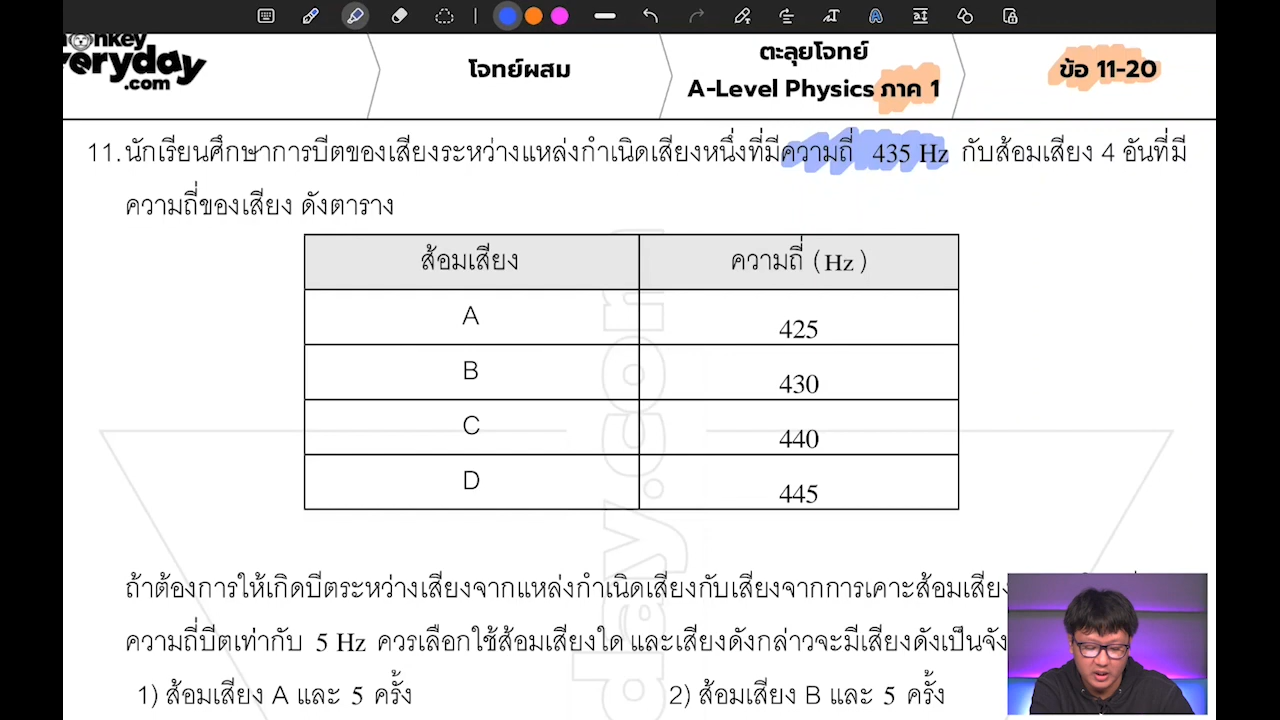 monkey
everyday
.com
โจทย์ผสม
ตะลุยโจทย์
A-Level Physics ภาค 1
ข้อ 11-20
11. นักเรียนศึกษาการบีตของเสียงระหว่างแหล่งกำเนิดเสียงหนึ่งที่มีความถี่ 435 Hz กับส้อมเสียง 4 อันที่มี
ความถี่ของเสียง ดังตาราง
ส้อมเสียง ความถี่ (Hz)
A 425
B 430
C 440
D 445
day.com
ถ้าต้องการให้เกิดบีตระหว่างเสียงจากแหล่งกำเนิดเสียงกับเสียงจากการเคาะส้อมเสียง
ความถี่บีตเท่ากับ 5 Hz ควรเลือกใช้ส้อมเสียงใด และเสียงดังกล่าวจะมีเสียงดังเป็นจัง
1) ส้อมเสียง A และ 5 ครั้ง 2) ส้อมเสียง B และ 5 ครั้ง